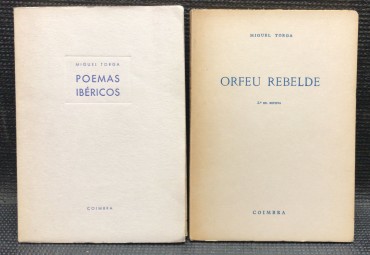 MIGUEL TORGA
POEMAS
IBÉRICOS
COIMBRA
MIGUEL TORGA
ORFEU REBELDE
COIMBRA